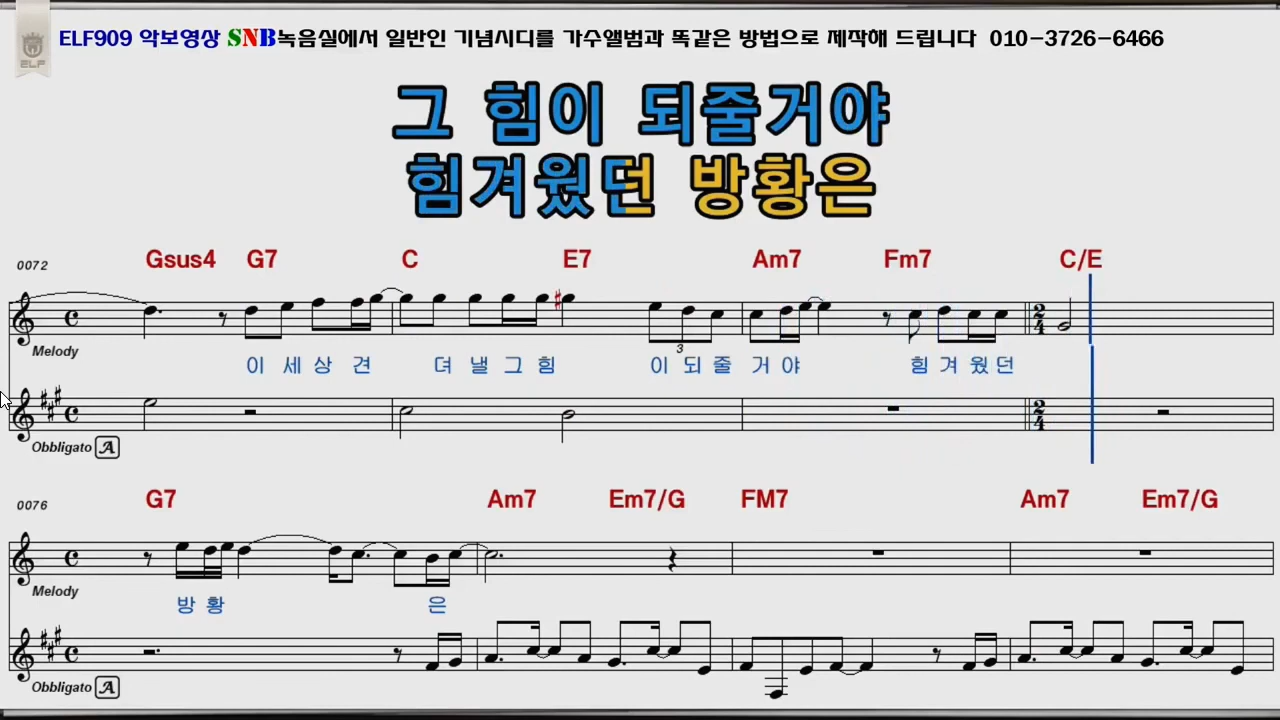 ELF909 악보영상 SNB녹음실에서 일반인 기념시디를 가수앨범과 똑같은 방법으로 제작해 드립니다 010-3726-6466
ELF
그 힘이 되줄거야
힘겨웠던 방황은
0072 Gsus4 G7 C E7 Am7 Fm7 C/E
3
Melody
이 세 상 견 뎌 낼 그 힘 이 되 줄 거 야 힘 겨 웠 던
Obbligato A
0076 G7 Am7 Em7/G FM7 Am7 Em7/G
Melody
방 황 은
Obbligato A